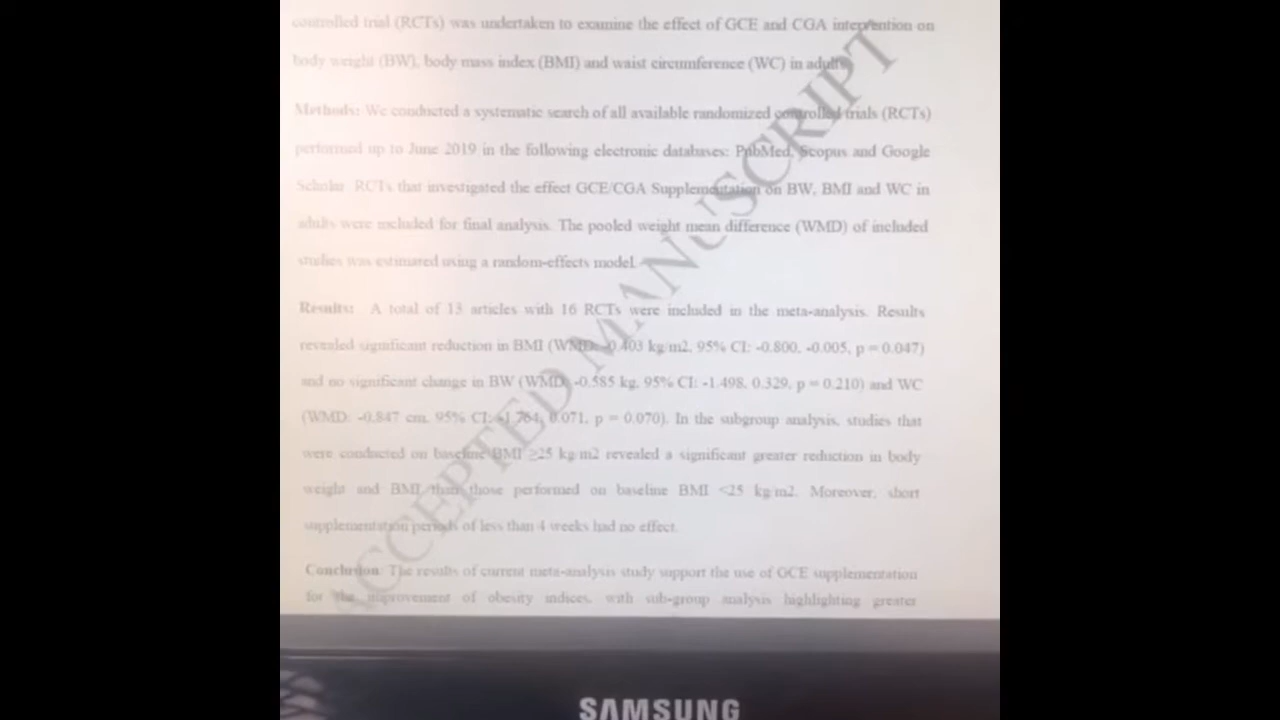 controlled trial (RCTs) was undertaken to examine the effect of GCE and CGA intervention on
body weight (BW), body mass index (BMI) and waist circumference (WC) in adults.
Methods: We conducted a systematic search of all available randomized controlled trials (RCTs)
performed up to June 2019 in the following electronic databases: PubMed, Scopus and Google
Scholar. RCTs that investigated the effect GCE/CGA Supplementation on BW, BMI and WC in
adults were included for final analysis. The pooled weight mean difference (WMD) of included
studies was estimated using a random-effects model.
Results: A total of 13 articles with 16 RCTs were included in the meta-analysis. Results
revealed significant reduction in BMI (WMD: -0.403 kg/m2, 95% CI: -0.800, -0.005, p = 0.047)
and no significant change in BW (WMD: -0.585 kg, 95% CI: -1.498, 0.329, p = 0.210) and WC
(WMD: -0.847 cm, 95% CI: -1.764, 0.071, p = 0.070). In the subgroup analysis, studies that
were conducted on baseline BMI ≥25 kg/m2 revealed a significant greater reduction in body
weight and BMI than those performed on baseline BMI <25 kg/m2. Moreover, short
supplementation periods of less than 4 weeks had no effect.
Conclusion: The results of current meta-analysis study support the use of GCE supplementation
for the improvement of obesity indices, with sub-group analysis highlighting greater
ACCEPTED MANUSCRIPT
SAMSUNG